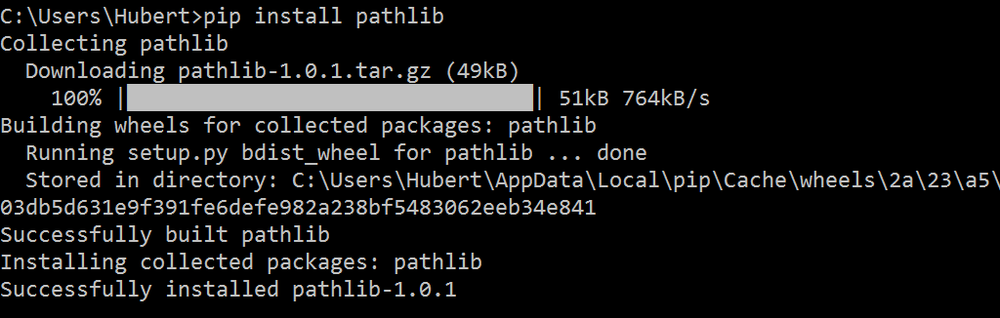 C:\Users\Hubert>pip install pathlib
Collecting pathlib
  Downloading pathlib-1.0.1.tar.gz (49kB)
    100% |████████████████████████████████| 51kB 764kB/s
Building wheels for collected packages: pathlib
  Running setup.py bdist_wheel for pathlib ... done
  Stored in directory: C:\Users\Hubert\AppData\Local\pip\Cache\wheels\2a\23\a5\
03db5d631e9f391fe6defe982a238bf5483062eeb34e841
Successfully built pathlib
Installing collected packages: pathlib
Successfully installed pathlib-1.0.1